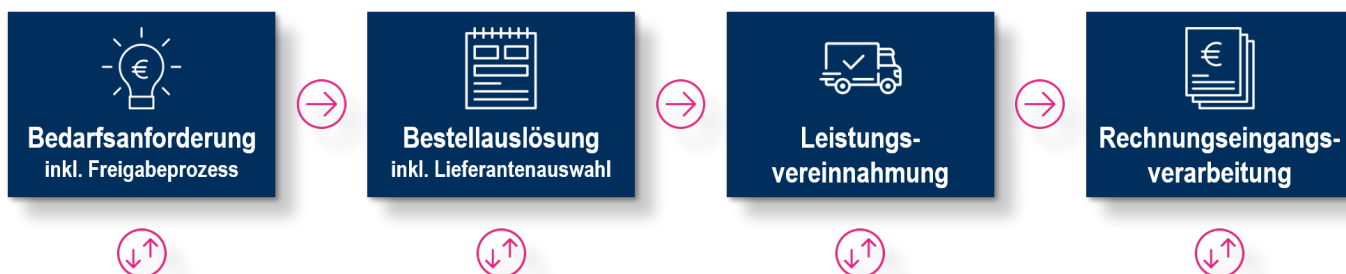 Bedarfsanforderung
inkl. Freigabeprozess
Bestellauslösung
inkl. Lieferantenauswahl
Leistungs-
vereinnahmung
€
Rechnungseingangs-
verarbeitung
€